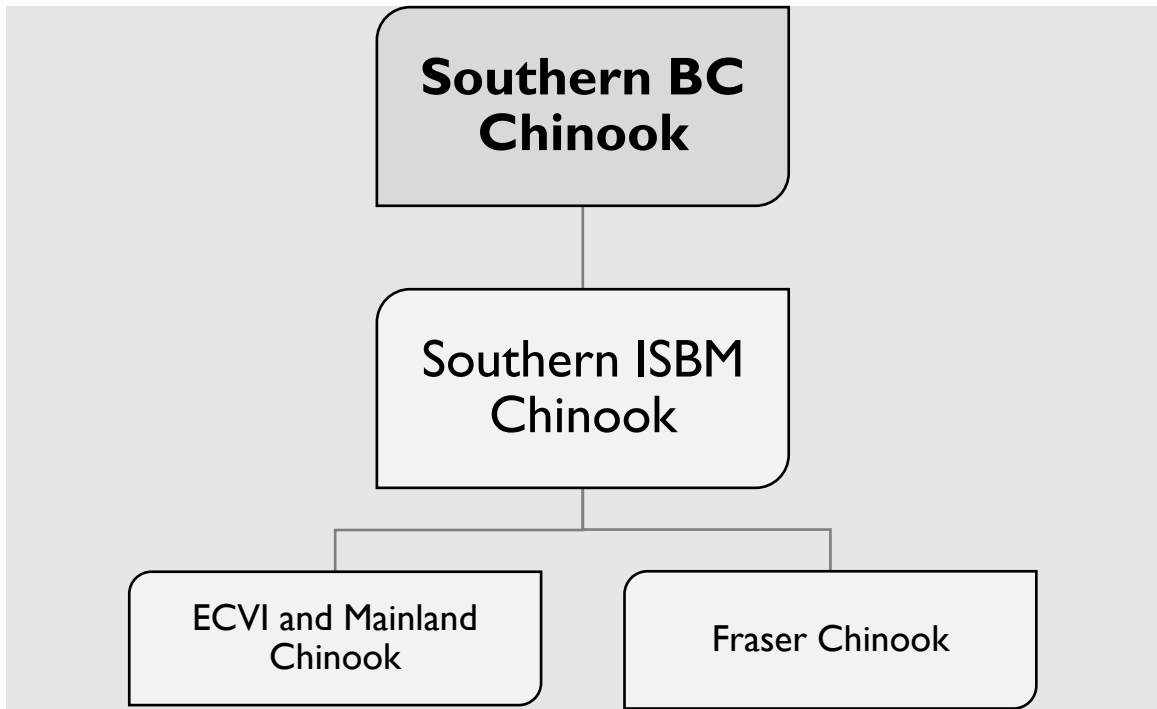 Southern BC
Chinook
Southern ISBM
Chinook
ECVI and Mainland
Chinook
Fraser Chinook